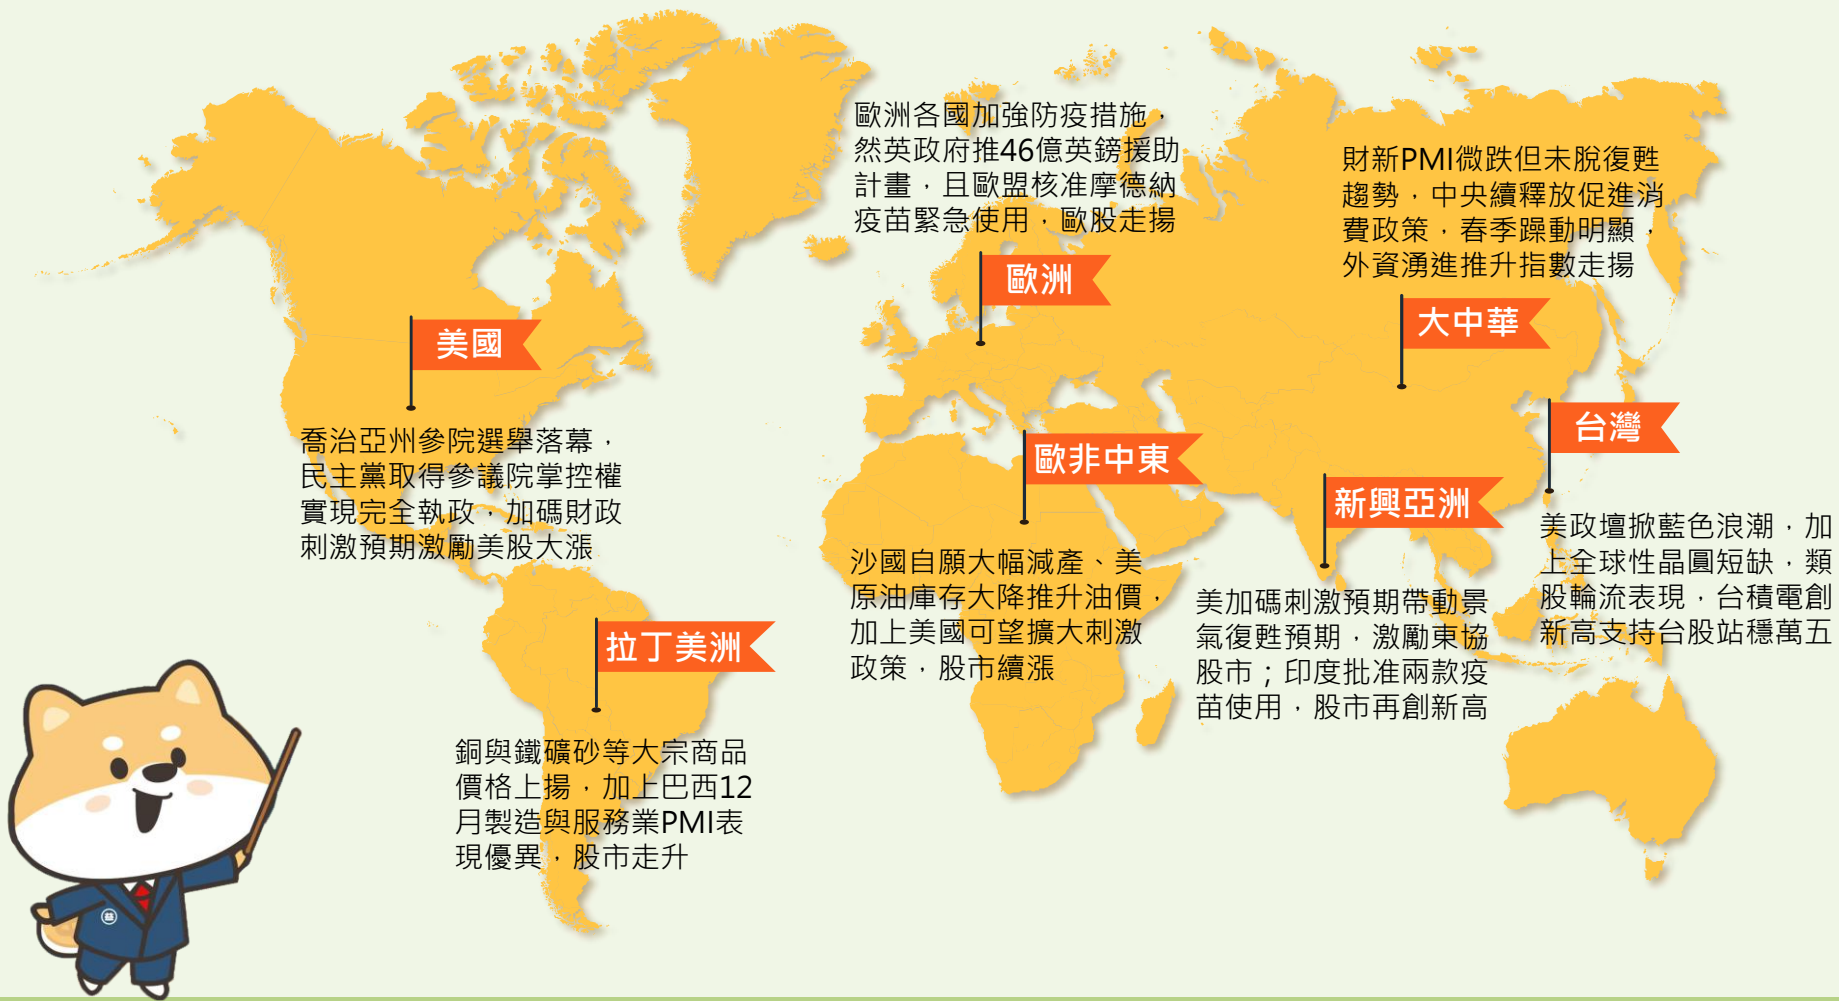 歐洲各國加強防疫措施，
然英政府推46億英鎊援助
計畫，且歐盟核准摩德納
疫苗緊急使用，歐股走揚
歐洲
財新PMI微跌但未脫復甦
趨勢，中央續釋放促進消
費政策，春季躁動明顯，
外資湧進推升指數走揚
大中華
美國
喬治亞州參院選舉落幕，
民主黨取得參議院掌控權
實現完全執政，加碼財政
刺激預期激勵美股大漲
歐非中東
沙國自願大幅減產、美
原油庫存大降推升油價，
加上美國可望擴大刺激
政策，股市續漲
新興亞洲
美加碼刺激預期帶動景
氣復甦預期，激勵東協
股市；印度批准兩款疫
苗使用，股市再創新高
台灣
美政壇掀藍色浪潮，加
上全球性晶圓短缺，類
股輪流表現，台積電創
新高支持台股站穩萬五
拉丁美洲
銅與鐵礦砂等大宗商品
價格上揚，加上巴西12
月製造與服務業PMI表
現優異，股市走升